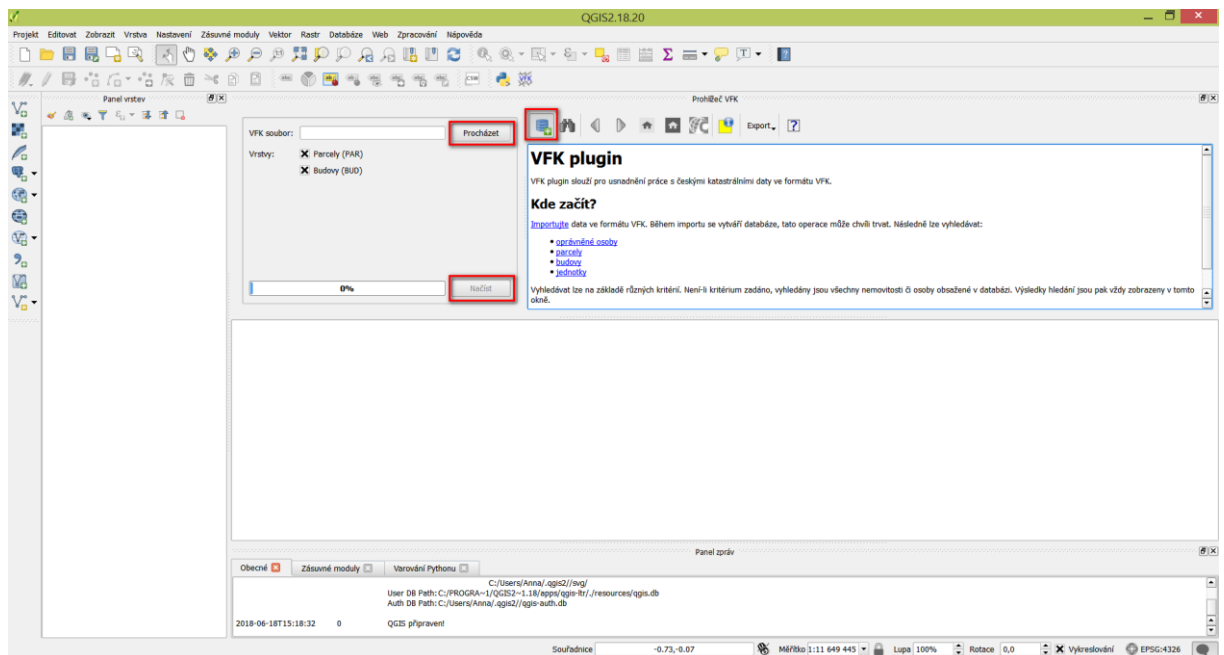 QGIS2.18.20
Projekt Editovat Zobrazit Vrstva Nastavení Zásuvné moduly Vektor Rastr Databáze Web Zpracování Nápověda
Panel vrstev
Prohlížeč VFK
VFK soubor:
Procházet
Vrstvy:
Parcely (PAR)
Budovy (BUD)
0%
Načíst
Export
VFK plugin
VFK plugin slouží pro usnadnění práce s českými katastrálními daty ve formátu VFK.
Kde začít?
Importujte data ve formátu VFK. Během importu se vytváří databáze, tato operace může chvíli trvat. Následně lze vyhledávat:
• oprávněné osoby
• parcely
• budovy
• jednotky
Vyhledávat lze na základě různých kritérií. Není-li kritérium zadáno, vyhledány jsou všechny nemovitosti či osoby obsažené v databázi. Výsledky hledání jsou pak vždy zobrazeny v tomto
okně.
Panel zpráv
Obecné Zásuvné moduly Varování Pythonu
C:/Users/Anna/.qgis2//svg/
User DB Path: C:/PROGRA~1/QGIS2~1.18/apps/qgis-ltr/./resources/qgis.db
Auth DB Path: C:/Users/Anna/.qgis2//qgis-auth.db
2018-06-18T15:18:32 0 QGIS připraven!
Souřadnice -0.73,-0.07 Měřítko 1:11 649 445 Lupa 100% Rotace 0,0 Vykreslování EPSG:4326